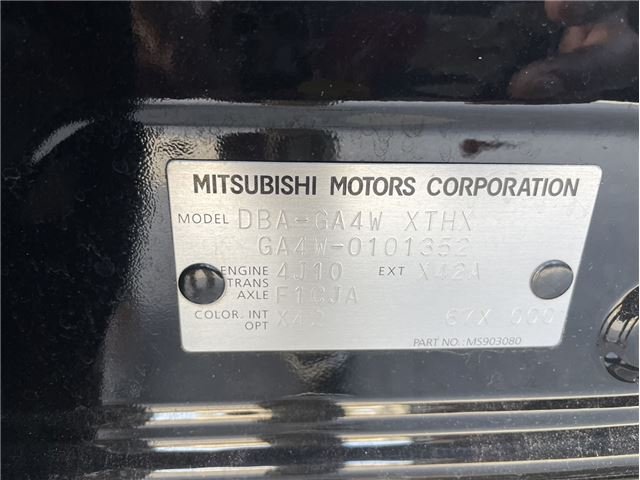 MITSUBISHI MOTORS CORPORATION
MODEL DBA-GA4W XTHX
GA4W-0101352
ENGINE 4J10 EXT X42A
TRANS
AXLE F1CJA
COLOR, INT
OPT 67X 000
PART NO.: MS903080